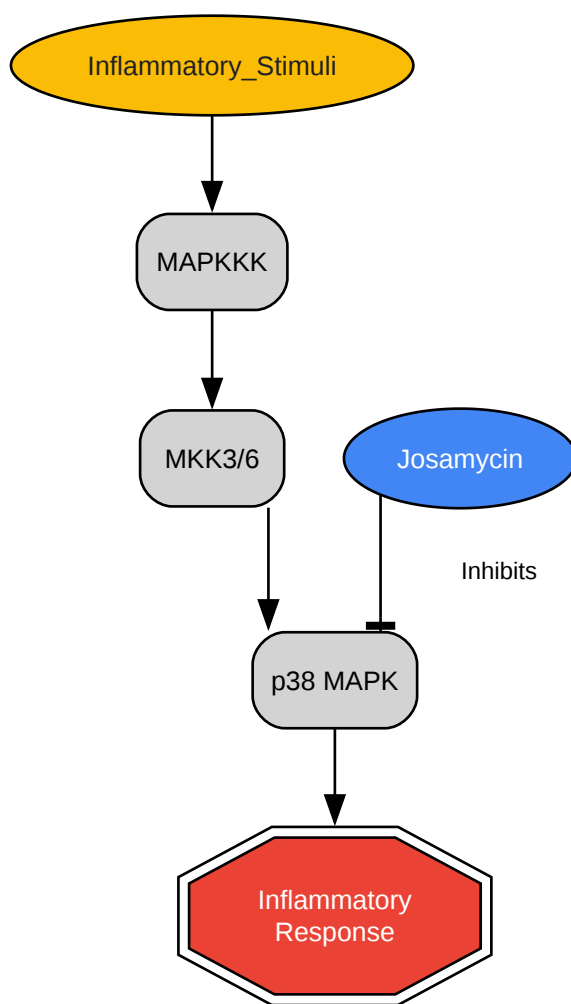 Inflammatory_Stimuli
MAPKKK
MKK3/6
Josamycin
Inhibits
p38 MAPK
Inflammatory
Response